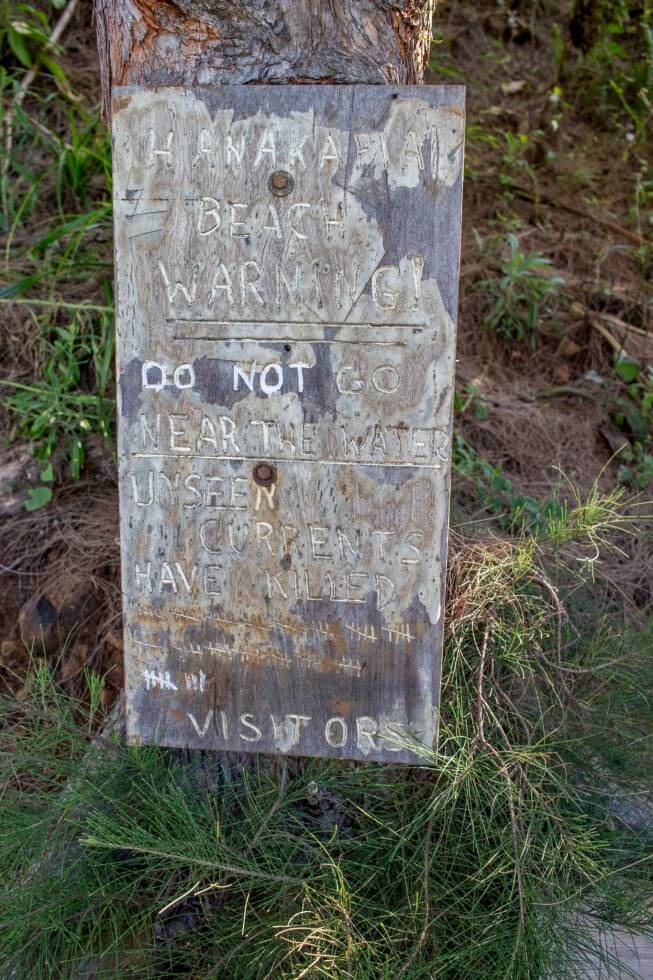 HANAKAPIAI
BEACH
WARNING!
DO NOT GO
NEAR THE WATER
UNSEEN
CURRENTS
HAVE KILLED
VISITORS